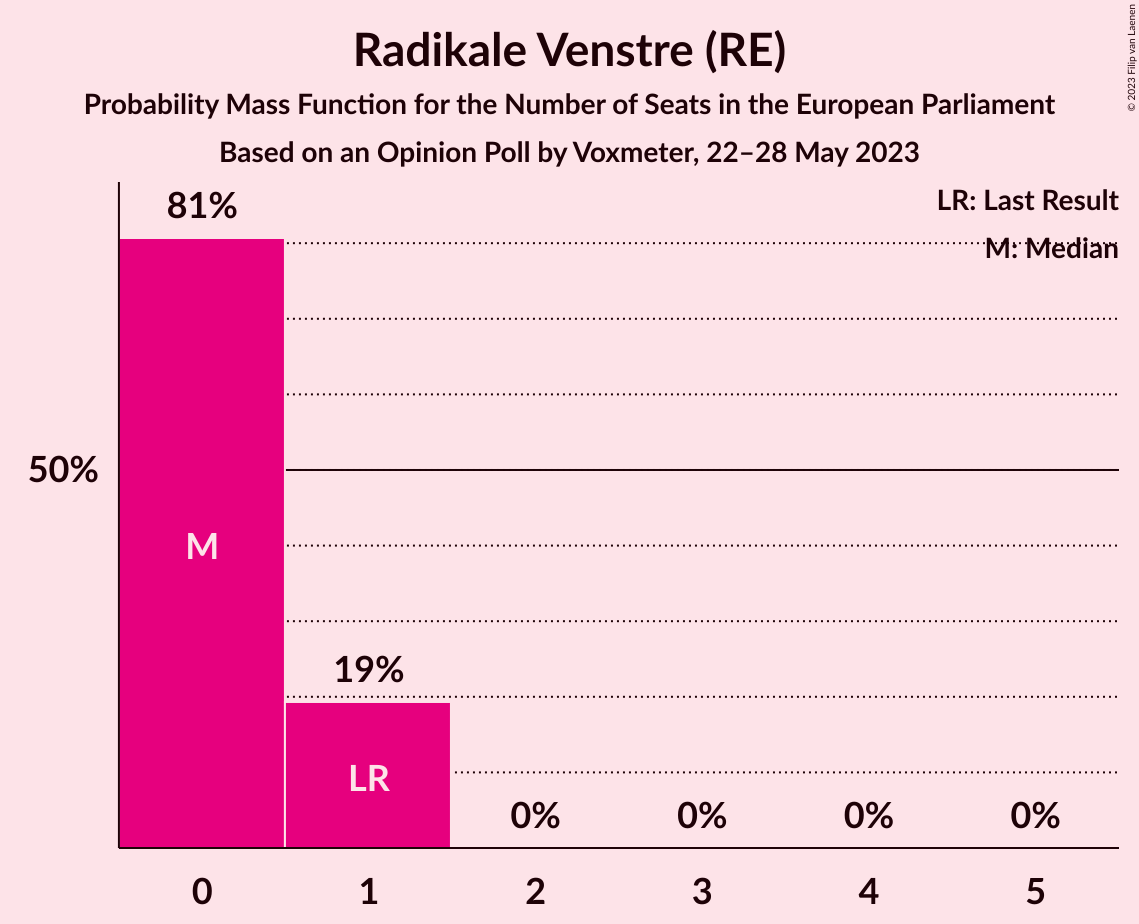 Radikale Venstre (RE)
Probability Mass Function for the Number of Seats in the European Parliament
Based on an Opinion Poll by Voxmeter, 22–28 May 2023
© 2023 Filip van Laenen
LR: Last Result
M: Median
81%
50%
M
19%
LR
0%
0%
0%
0%
0
1
2
3
4
5